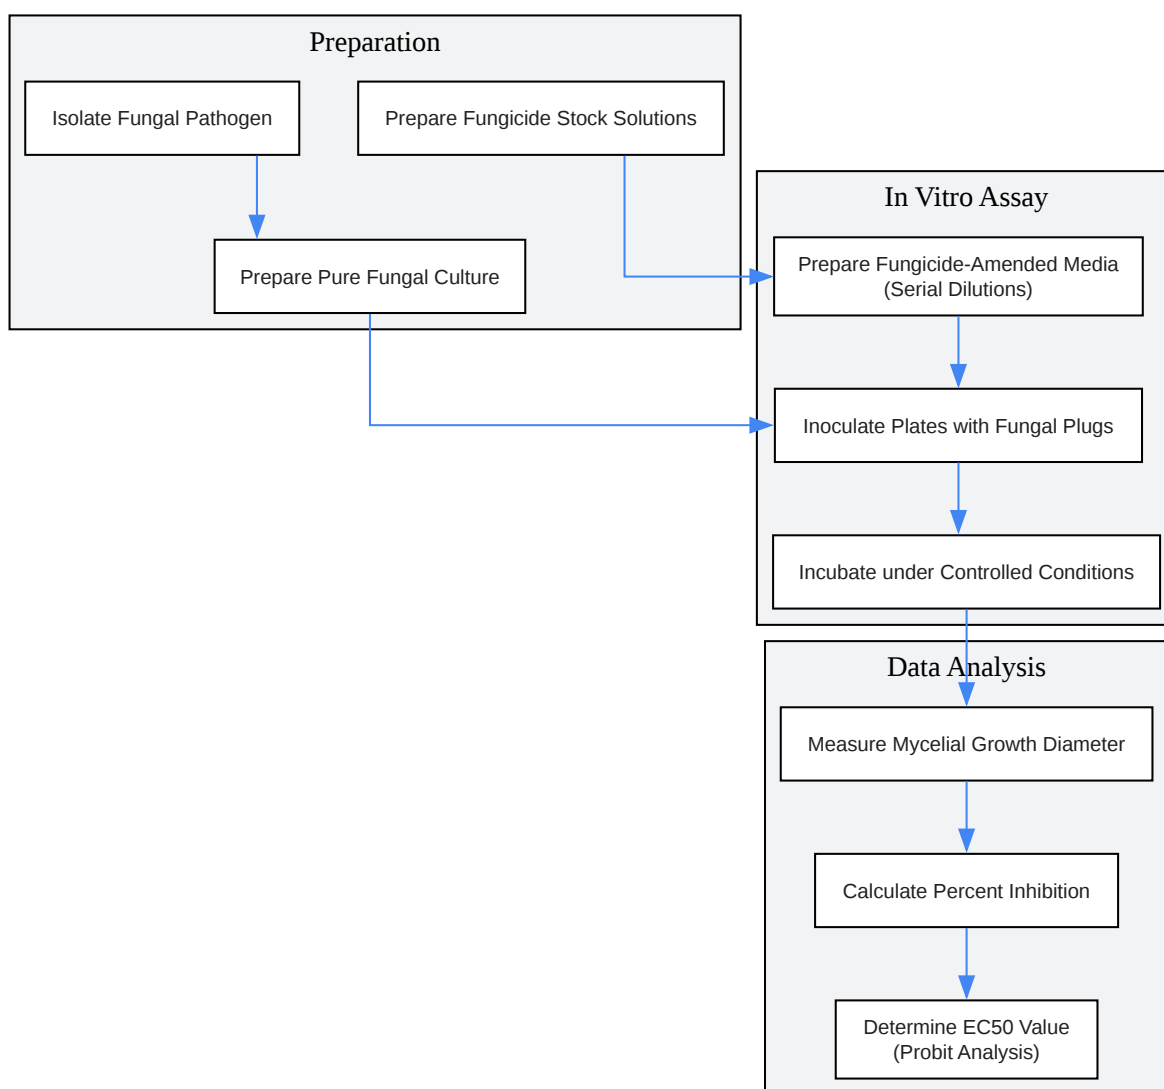 Preparation
Isolate Fungal Pathogen
Prepare Fungicide Stock Solutions
Prepare Pure Fungal Culture
In Vitro Assay
Prepare Fungicide-Amended Media
(Serial Dilutions)
Inoculate Plates with Fungal Plugs
Incubate under Controlled Conditions
Data Analysis
Measure Mycelial Growth Diameter
Calculate Percent Inhibition
Determine EC50 Value
(Probit Analysis)